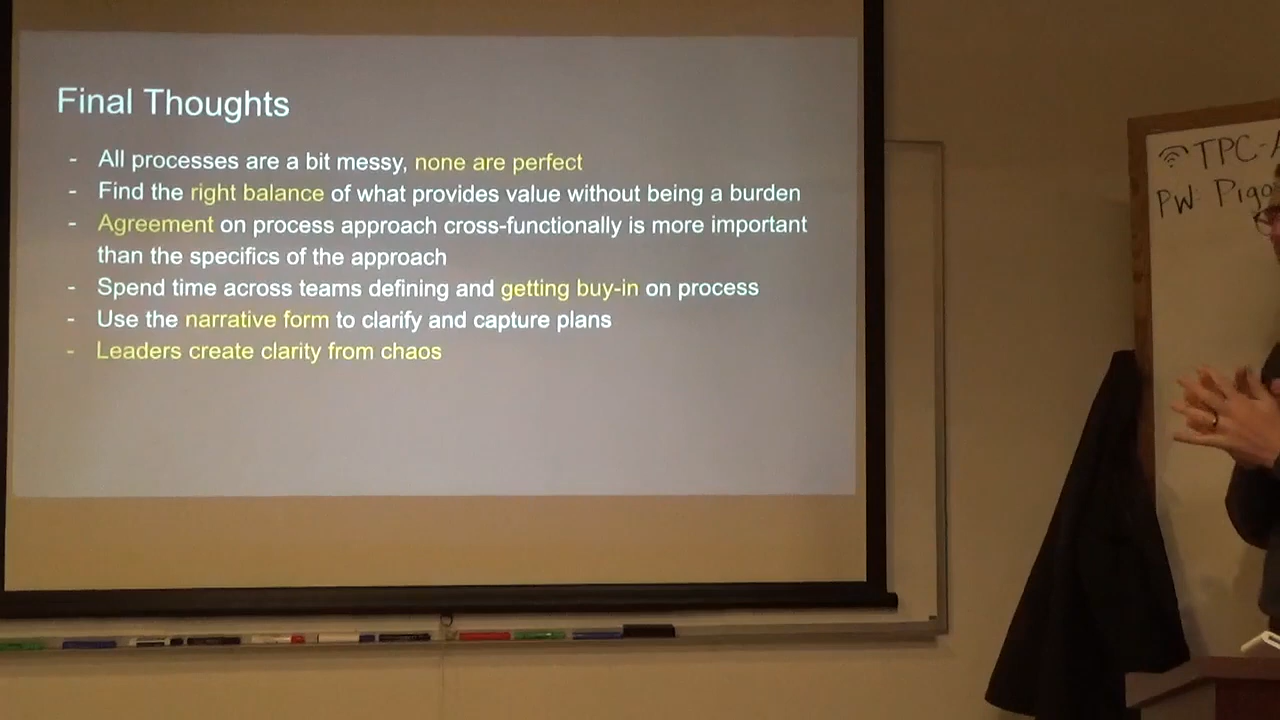 Final Thoughts
- All processes are a bit messy, none are perfect
- Find the right balance of what provides value without being a burden
- Agreement on process approach cross-functionally is more important
than the specifics of the approach
- Spend time across teams defining and getting buy-in on process
- Use the narrative form to clarify and capture plans
- Leaders create clarity from chaos
TPC-
PW: